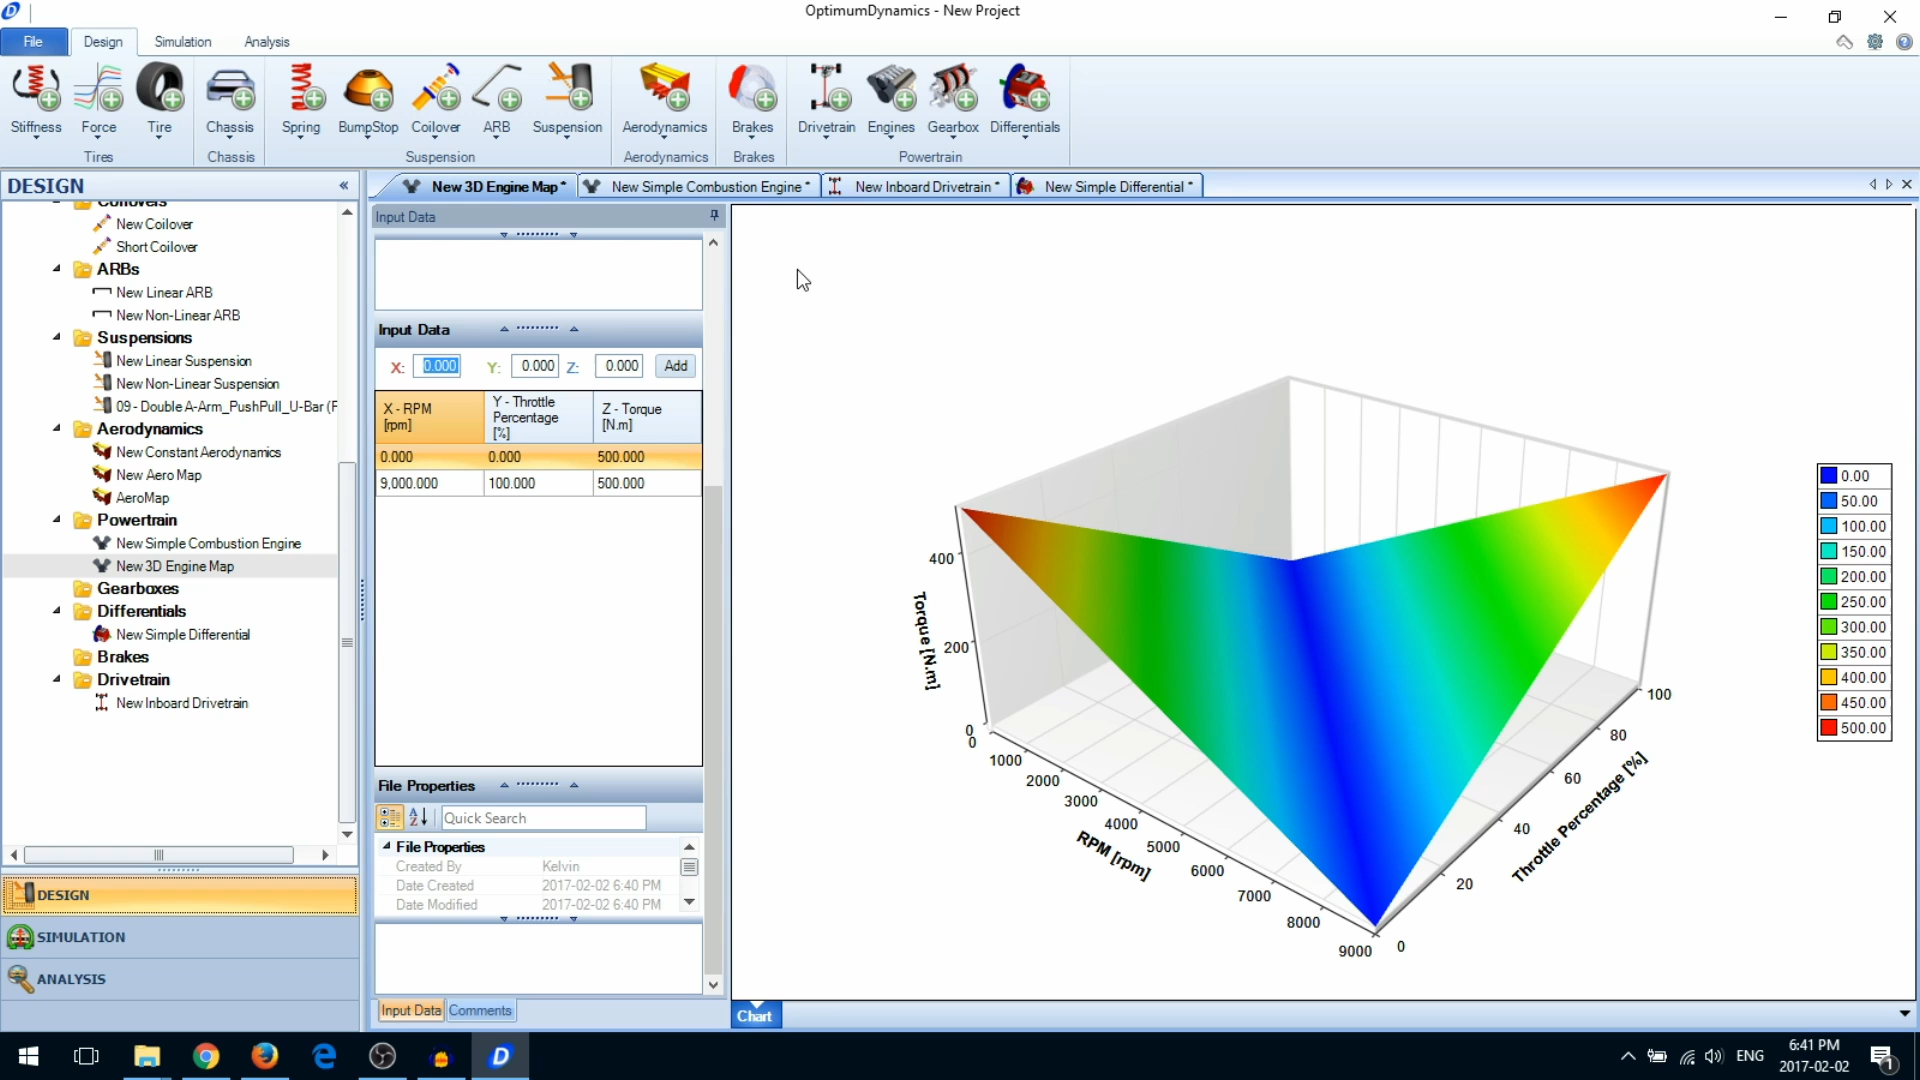 OptimumDynamics - New Project
File
Design
Simulation
Analysis
Stiffness
Force
Tire
Chassis
Spring
BumpStop
Coilover
ARB
Suspension
Aerodynamics
Brakes
Drivetrain
Engines
Gearbox
Differentials
Tires
Chassis
Suspension
Aerodynamics
Brakes
Powertrain
DESIGN
Coilovers
New Coilover
Short Coilover
ARBs
New Linear ARB
New Non-Linear ARB
Suspensions
New Linear Suspension
New Non-Linear Suspension
09 - Double A-Arm_PushPull_U-Bar (F
Aerodynamics
New Constant Aerodynamics
New Aero Map
AeroMap
Powertrain
New Simple Combustion Engine
New 3D Engine Map
Gearboxes
Differentials
New Simple Differential
Brakes
Drivetrain
New Inboard Drivetrain
DESIGN
SIMULATION
ANALYSIS
New 3D Engine Map *
New Simple Combustion Engine *
New Inboard Drivetrain *
New Simple Differential *
Input Data
Input Data
X: 0.000 Y: 0.000 Z: 0.000 Add
X - RPM [rpm]
Y - Throttle Percentage [%]
Z - Torque [N.m]
0.000 0.000 500.000
9,000.000 100.000 500.000
File Properties
Quick Search
File Properties
Created By Kelvin
Date Created 2017-02-02 6:40 PM
Date Modified 2017-02-02 6:40 PM
Input Data
Comments
Torque [N.m]
400
200
0
0
1000
2000
3000
4000
5000
6000
7000
8000
9000
RPM [rpm]
0
20
40
60
80
100
Throttle Percentage [%]
0.00
50.00
100.00
150.00
200.00
250.00
300.00
350.00
400.00
450.00
500.00
Chart
ENG
6:41 PM
2017-02-02
1